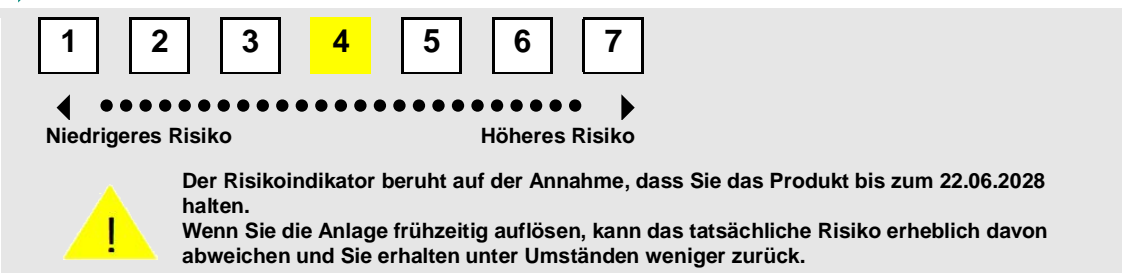 1 2 3 4 5 6 7
Niedrigeres Risiko Höheres Risiko
Der Risikoindikator beruht auf der Annahme, dass Sie das Produkt bis zum 22.06.2028
halten.
Wenn Sie die Anlage frühzeitig auflösen, kann das tatsächliche Risiko erheblich davon
abweichen und Sie erhalten unter Umständen weniger zurück.
!